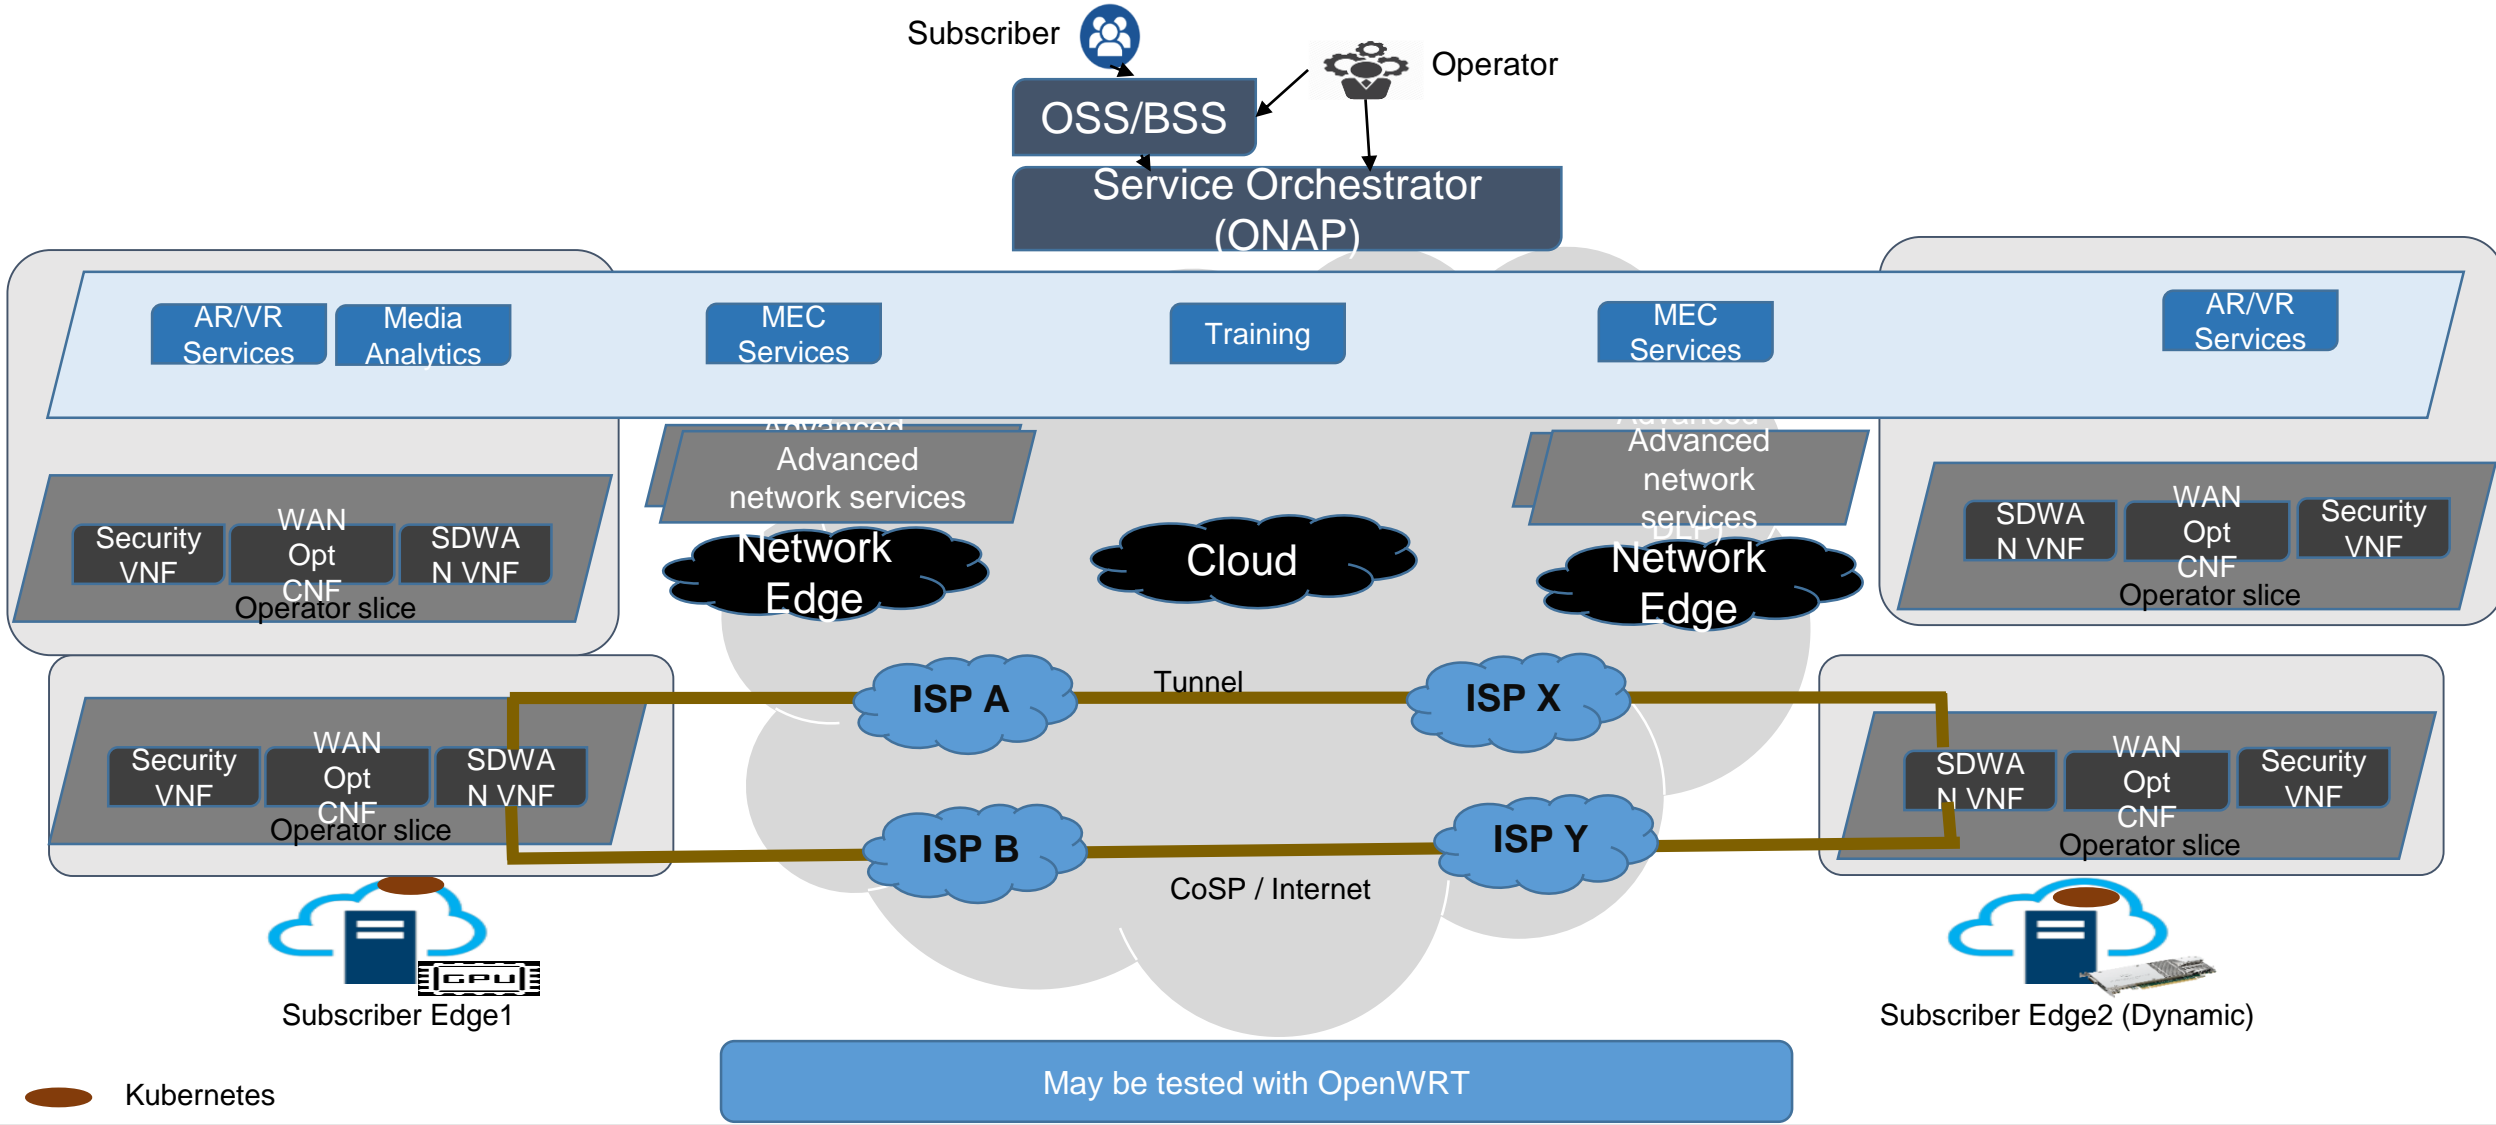 Subscriber
Operator
OSS/BSS
Service Orchestrator
(ONAP)
AR/VR
Services
Media
Analytics
MEC
Services
Training
MEC
Services
AR/VR
Services
Advanced
Advanced
network services
Advanced
Advanced
network
services
DLP)
Security
VNF
WAN
Opt
CNF
SDWA
N VNF
Operator slice
Network
Edge
Cloud
Network
Edge
SDWA
N VNF
WAN
Opt
CNF
Security
VNF
Operator slice
ISP A
Tunnel
ISP X
Security
VNF
WAN
Opt
CNF
SDWA
N VNF
Operator slice
ISP B
ISP Y
CoSP / Internet
SDWA
N VNF
WAN
Opt
CNF
Security
VNF
Operator slice
GPU
Subscriber Edge1
Subscriber Edge2 (Dynamic)
May be tested with OpenWRT
Kubernetes